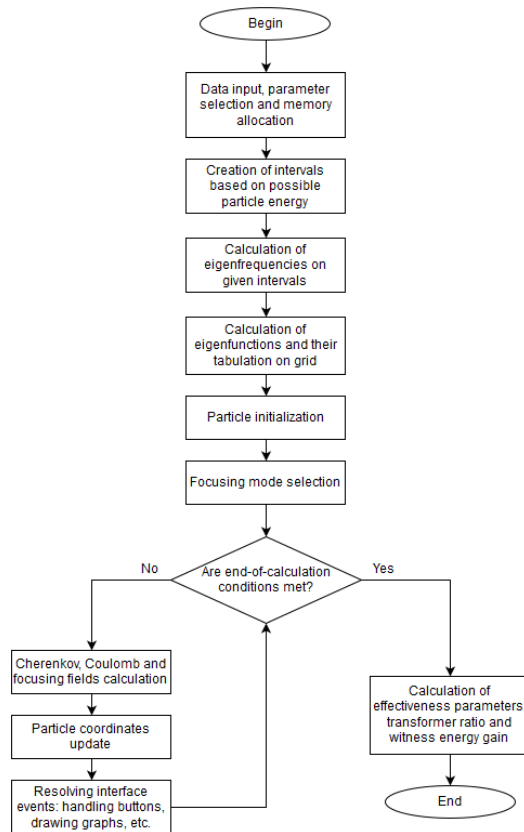 Begin
Data input, parameter
selection and memory
allocation
Creation of intervals
based on possible
particle energy
Calculation of
eigenfrequencies on
given intervals
Calculation of
eigenfunctions and their
tabulation on grid
Particle initialization
Focusing mode selection
Are end-of-calculation
conditions met?
No
Yes
Cherenkov, Coulomb and
focusing fields calculation
Particle coordinates
update
Resolving interface
events: handling buttons,
drawing graphs, etc.
Calculation of
effectiveness parameters:
transformer ratio and
witness energy gain
End